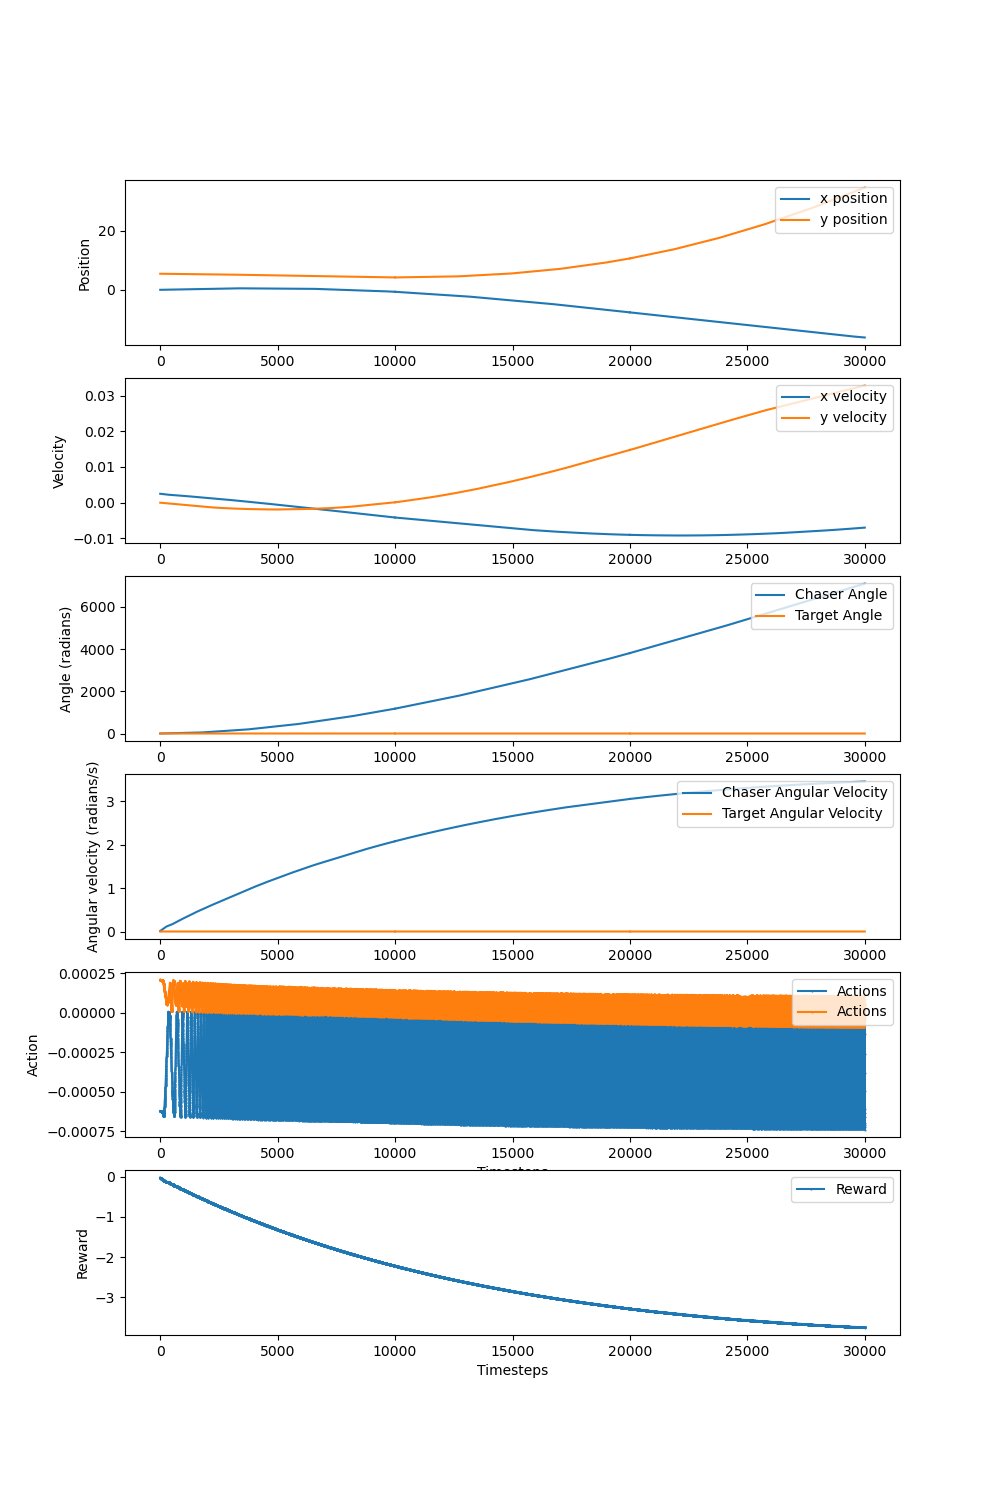 Position
20
0
x position
y position
0 5000 10000 15000 20000 25000 30000
Velocity
0.03
0.02
0.01
0.00
−0.01
x velocity
y velocity
0 5000 10000 15000 20000 25000 30000
Angle (radians)
6000
4000
2000
0
Chaser Angle
Target Angle
0 5000 10000 15000 20000 25000 30000
Angular velocity (radians/s)
3
2
1
0
Chaser Angular Velocity
Target Angular Velocity
0 5000 10000 15000 20000 25000 30000
Action
0.00025
0.00000
−0.00025
−0.00050
−0.00075
Actions
Actions
0 5000 10000 15000 20000 25000 30000
Timesteps
Reward
0
−1
−2
−3
Reward
0 5000 10000 15000 20000 25000 30000
Timesteps